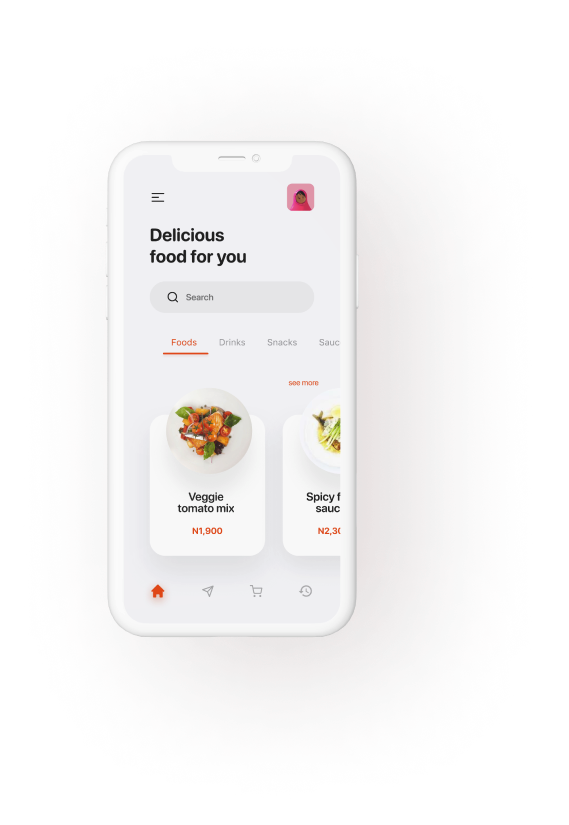 Delicious
food for you
Search
Foods Drinks Snacks Sauc
see more
Veggie
tomato mix
N1,900
Spicy f
sauc
N2,30